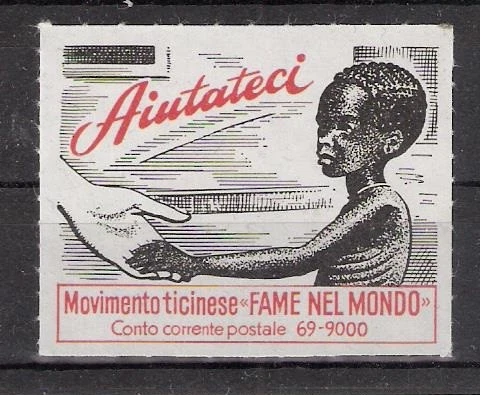 Aiutateci
Movimento ticinese «FAME NEL MONDO»
Conto corrente postale 69-9000